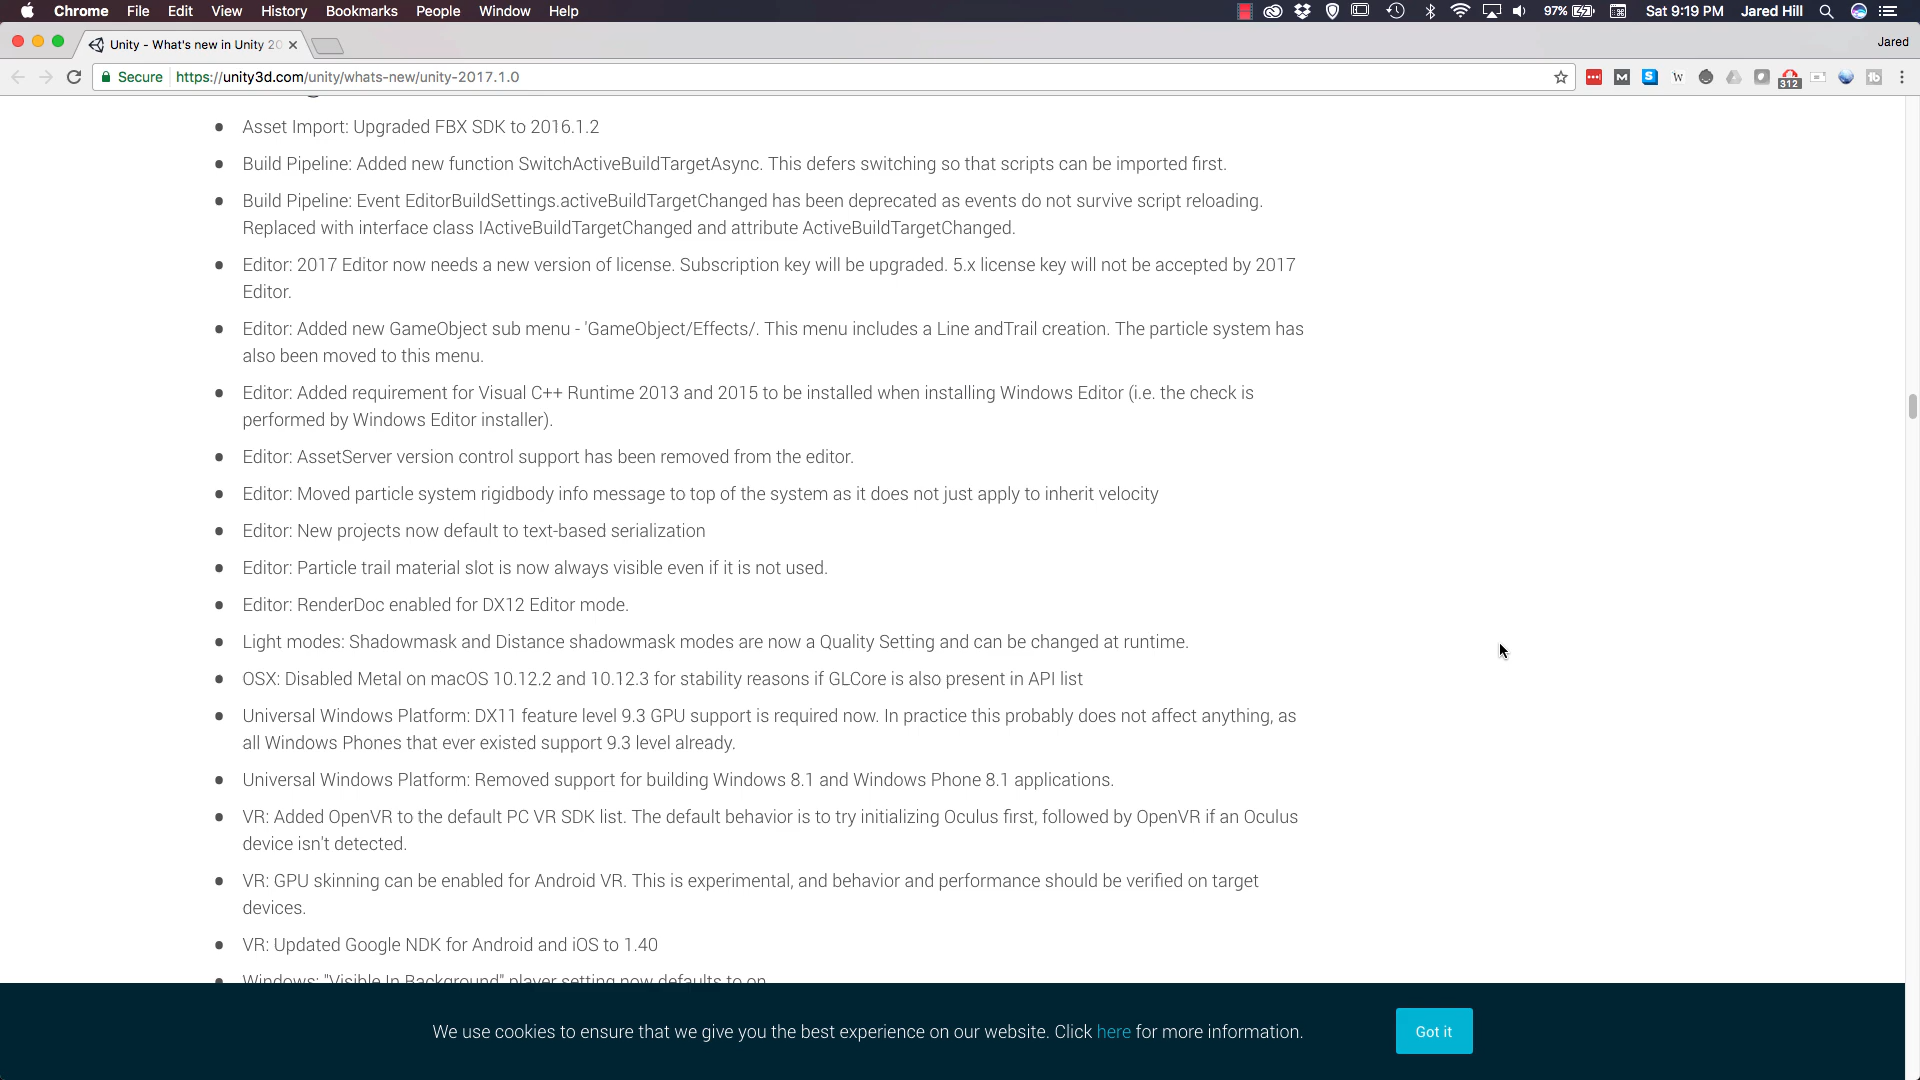 Chrome File Edit View History Bookmarks People Window Help 97% Sat 9:19 PM Jared Hill
Unity - What's new in Unity 20
Jared
Secure https://unity3d.com/unity/whats-new/unity-2017.1.0
312
Asset Import: Upgraded FBX SDK to 2016.1.2
Build Pipeline: Added new function SwitchActiveBuildTargetAsync. This defers switching so that scripts can be imported first.
Build Pipeline: Event EditorBuildSettings.activeBuildTargetChanged has been deprecated as events do not survive script reloading.
Replaced with interface class IActiveBuildTargetChanged and attribute ActiveBuildTargetChanged.
Editor: 2017 Editor now needs a new version of license. Subscription key will be upgraded. 5.x license key will not be accepted by 2017
Editor.
Editor: Added new GameObject sub menu - 'GameObject/Effects/. This menu includes a Line andTrail creation. The particle system has
also been moved to this menu.
Editor: Added requirement for Visual C++ Runtime 2013 and 2015 to be installed when installing Windows Editor (i.e. the check is
performed by Windows Editor installer).
Editor: AssetServer version control support has been removed from the editor.
Editor: Moved particle system rigidbody info message to top of the system as it does not just apply to inherit velocity
Editor: New projects now default to text-based serialization
Editor: Particle trail material slot is now always visible even if it is not used.
Editor: RenderDoc enabled for DX12 Editor mode.
Light modes: Shadowmask and Distance shadowmask modes are now a Quality Setting and can be changed at runtime.
OSX: Disabled Metal on macOS 10.12.2 and 10.12.3 for stability reasons if GLCore is also present in API list
Universal Windows Platform: DX11 feature level 9.3 GPU support is required now. In practice this probably does not affect anything, as
all Windows Phones that ever existed support 9.3 level already.
Universal Windows Platform: Removed support for building Windows 8.1 and Windows Phone 8.1 applications.
VR: Added OpenVR to the default PC VR SDK list. The default behavior is to try initializing Oculus first, followed by OpenVR if an Oculus
device isn't detected.
VR: GPU skinning can be enabled for Android VR. This is experimental, and behavior and performance should be verified on target
devices.
VR: Updated Google NDK for Android and iOS to 1.40
Windows: "Visible In Background" player setting now defaults to on
We use cookies to ensure that we give you the best experience on our website. Click here for more information.
Got it